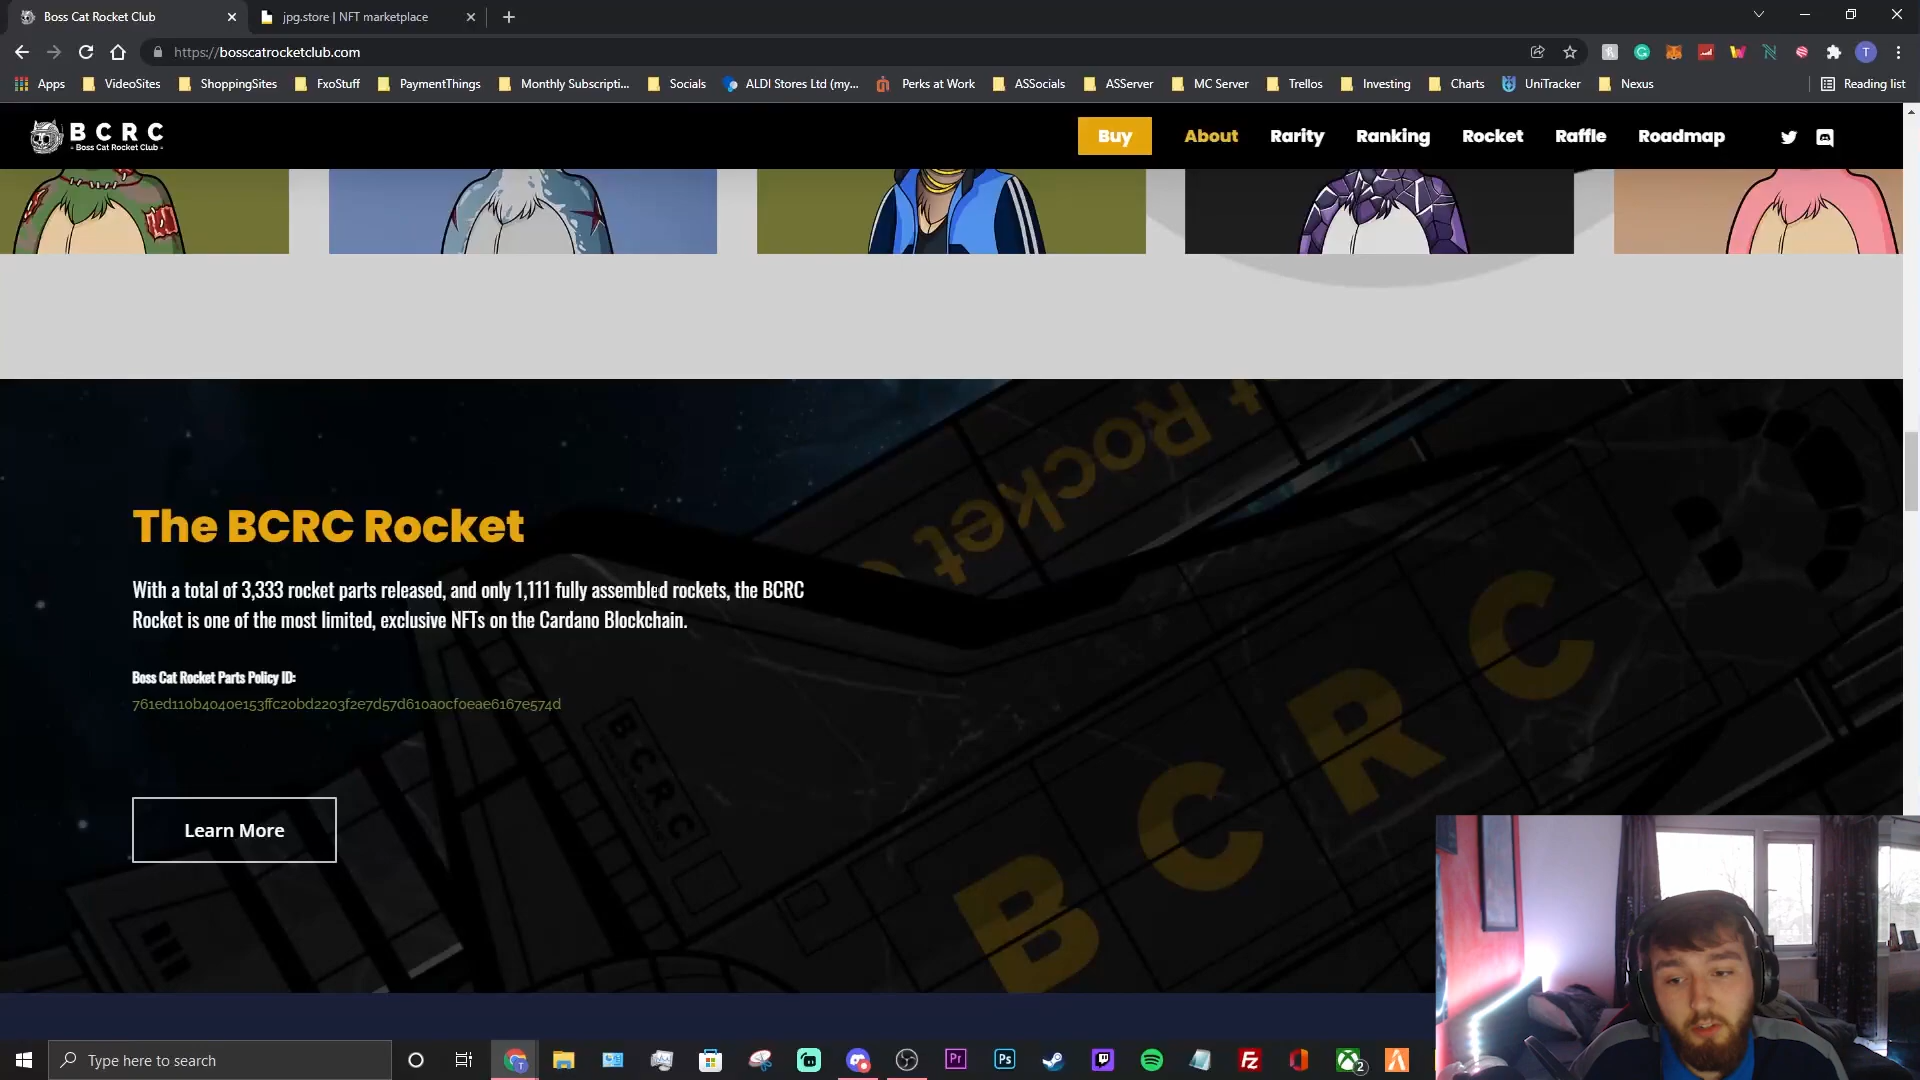 Boss Cat Rocket Club
jpg.store | NFT marketplace
https://bosscatrocketclub.com
Apps
VideoSites
ShoppingSites
FxoStuff
PaymentThings
Monthly Subscripti...
Socials
ALDI Stores Ltd (my...
Perks at Work
ASSocials
ASServer
MC Server
Trellos
Investing
Charts
UniTracker
Nexus
Reading list
BCRC
- Boss Cat Rocket Club -
Buy
About
Rarity
Ranking
Rocket
Raffle
Roadmap
t Rocket
The BCRC Rocket
With a total of 3,333 rocket parts released, and only 1,111 fully assembled rockets, the BCRC
Rocket is one of the most limited, exclusive NFTs on the Cardano Blockchain.
Boss Cat Rocket Parts Policy ID:
761ed110b4040e153ffc20bd2203f2e7d57d610a0cf0eae6167e574d
BCRC
BCRC
Learn More
Type here to search